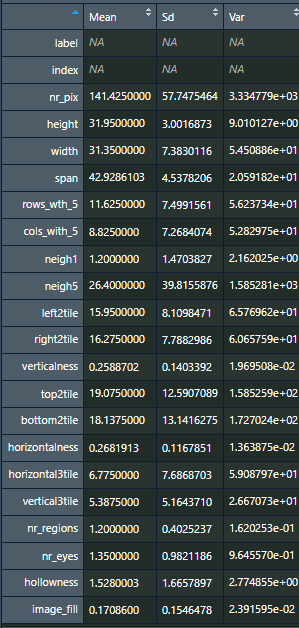 Mean Sd Var
label NA NA NA
index NA NA NA
nr_pix 141.4250000 57.7475464 3.334779e+03
height 31.9500000 3.0016873 9.010127e+00
width 31.3500000 7.3830116 5.450886e+01
span 42.9286103 4.5378206 2.059182e+01
rows_wth_5 11.6250000 7.4991561 5.623734e+01
cols_with_5 8.8250000 7.2684074 5.282975e+01
neigh1 1.2000000 1.4703827 2.162025e+00
neigh5 26.4000000 39.8155876 1.585281e+03
left2tile 15.9500000 8.1098471 6.576962e+01
right2tile 16.2750000 7.7882986 6.065759e+01
verticalness 0.2588702 0.1403392 1.969508e-02
top2tile 19.0750000 12.5907089 1.585259e+02
bottom2tile 18.1375000 13.1416275 1.727024e+02
horizontalness 0.2681913 0.1167851 1.363875e-02
horizontal3tile 6.7750000 7.6868703 5.908797e+01
vertical3tile 5.3875000 5.1643710 2.667073e+01
nr_regions 1.2000000 0.4025237 1.620253e-01
nr_eyes 1.3500000 0.9821186 9.645570e-01
hollowness 1.5280003 1.6657897 2.774855e+00
image_fill 0.1708600 0.1546478 2.391595e-02